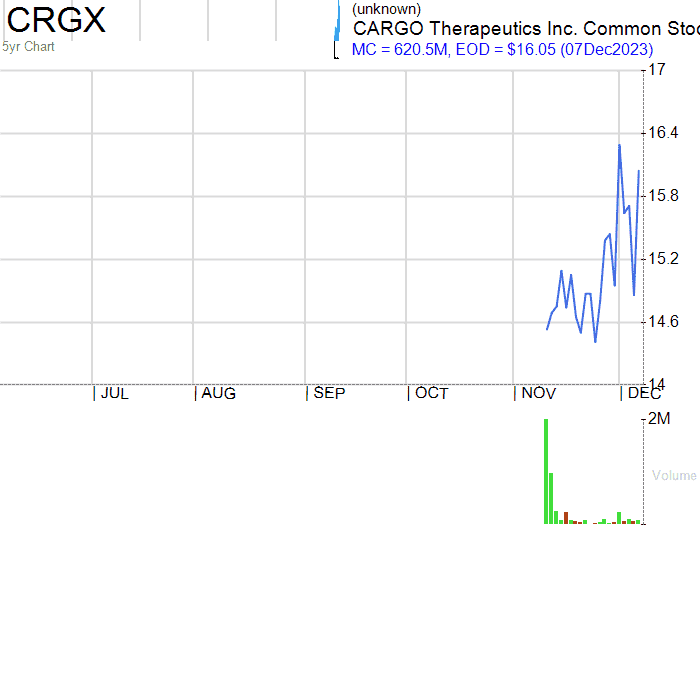 CRGX
5yr Chart
(unknown)
CARGO Therapeutics Inc. Common Stoc
MC = 620.5M, EOD = $16.05 (07Dec2023)
17
16.4
15.8
15.2
14.6
14
JUL AUG SEP OCT NOV DEC
2M
Volume